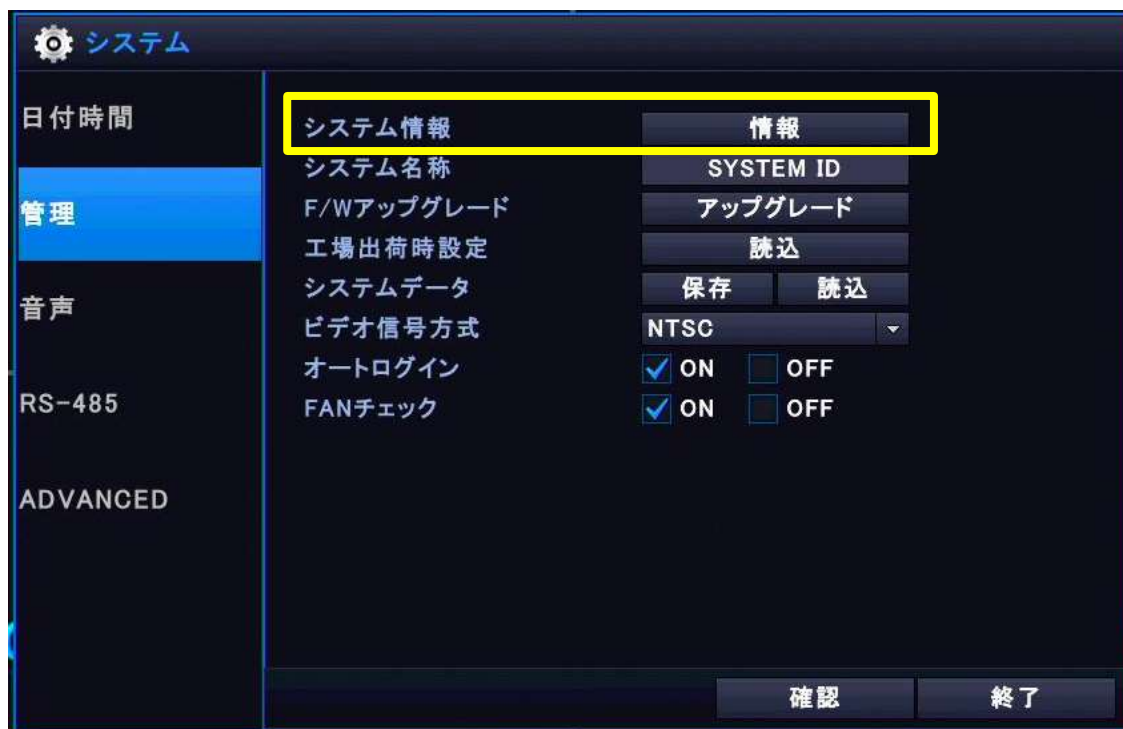 システム
日付時間
管理
音声
RS-485
ADVANCED
システム情報 情報
システム名称 SYSTEM ID
F/Wアップグレード アップグレード
工場出荷時設定 読込
システムデータ 保存 読込
ビデオ信号方式 NTSC
オートログイン ON OFF
FANチェック ON OFF
確認 終了